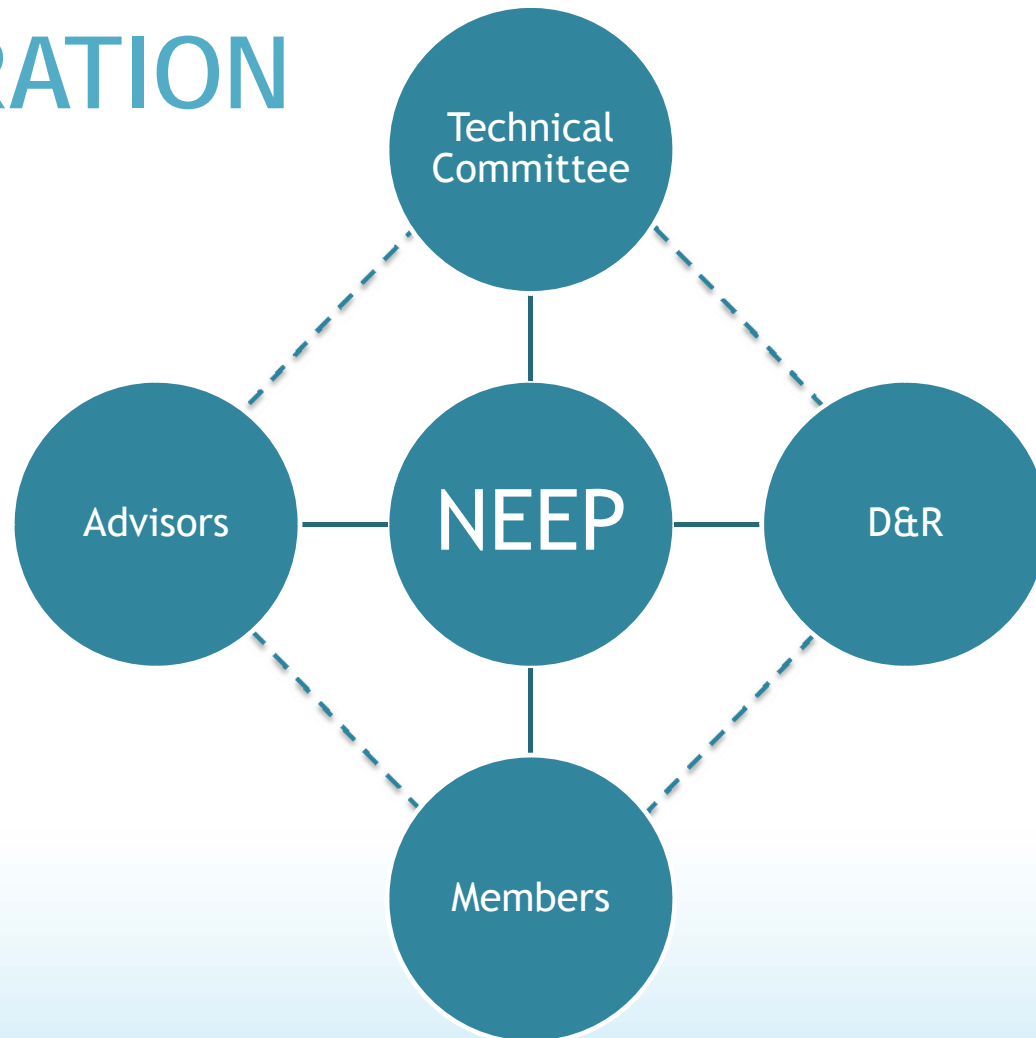 RATION
Technical
Committee
Advisors
NEEP
D&R
Members